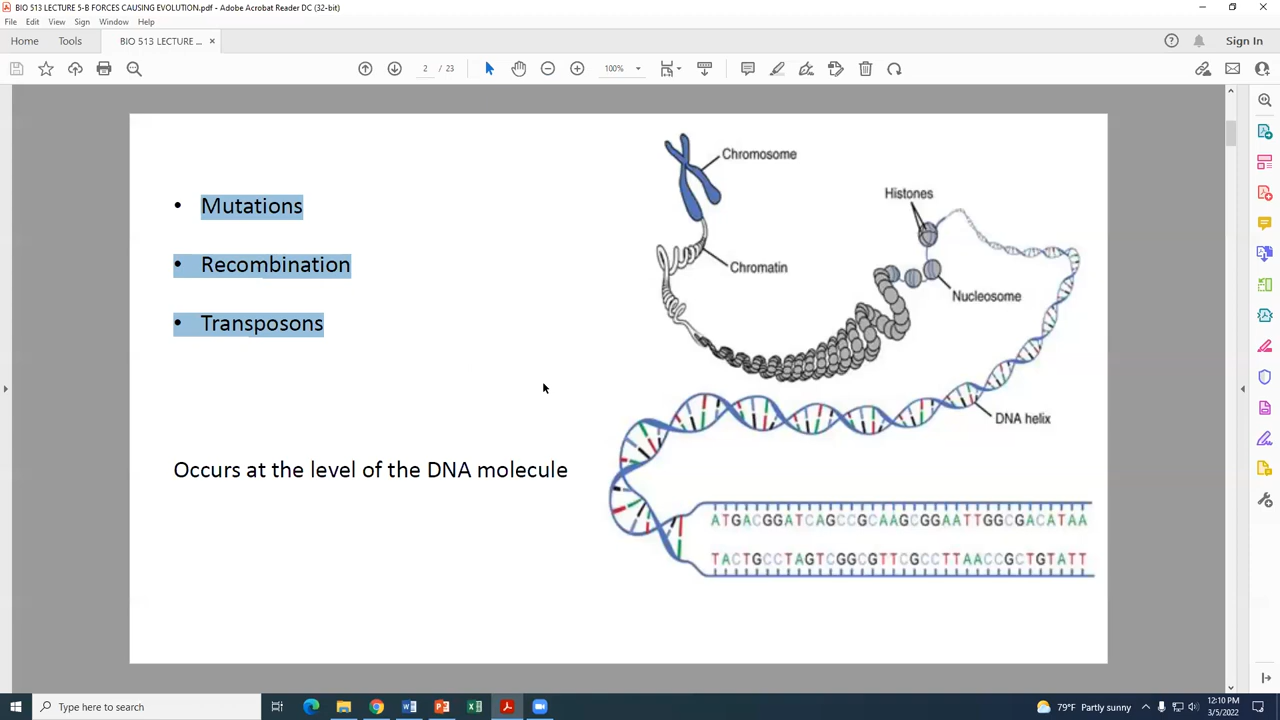 BIO 513 LECTURE 5-B FORCES CAUSING EVOLUTION.pdf - Adobe Acrobat Reader DC (32-bit)
File Edit View Sign Window Help
Home Tools BIO 513 LECTURE ... × Sign In
2 / 23 100%
Chromosome
Histones
• Mutations
• Recombination
Chromatin
Nucleosome
• Transposons
DNA helix
Occurs at the level of the DNA molecule
ATGACGGATCAGCCGCAAGCGGAATTGGCGACATAA
TACTGCCTAGTCGGCGTTCGCCTTAACCGCTGTATT
Type here to search
79°F Partly sunny
12:10 PM
3/5/2022